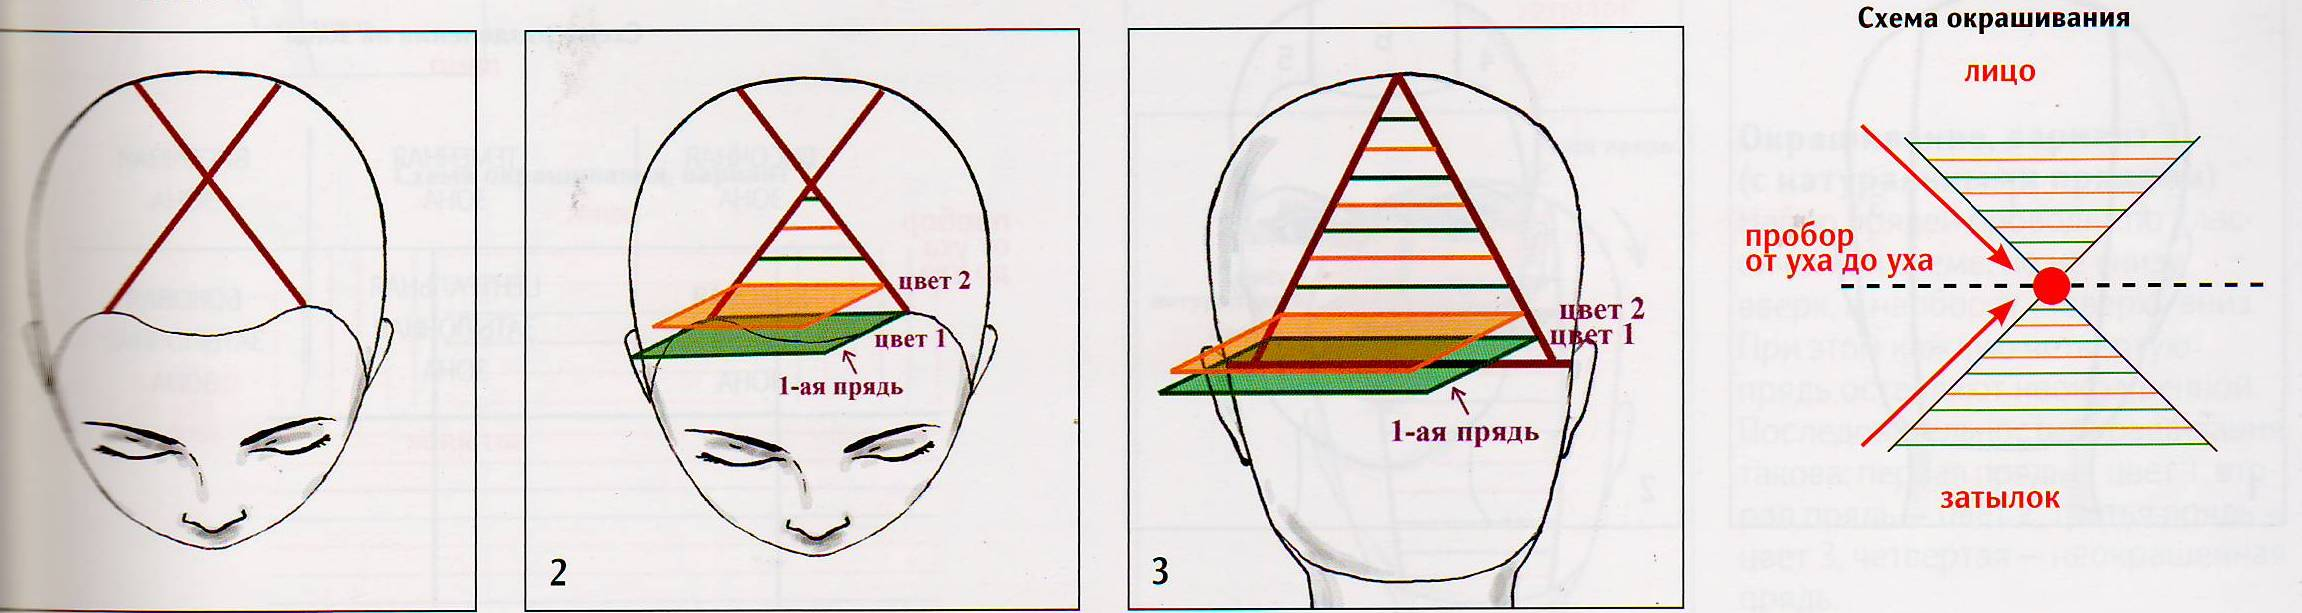 цвет 2
цвет 1
1-ая прядь
2
цвет 2
цвет 1
1-ая прядь
3
Схема окрашивания
лицо
пробор
от уха до уха
затылок